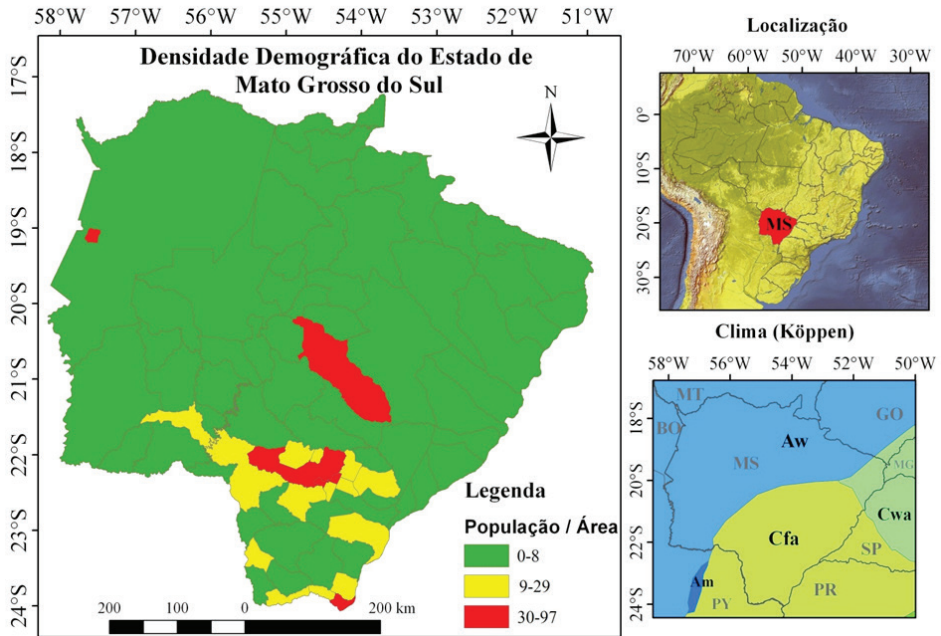 58°W 57°W 56°W 55°W 54°W 53°W 52°W 51°W
Densidade Demográfica do Estado de
Mato Grosso do Sul
N
17°S
18°S
19°S
20°S
21°S
22°S
23°S
24°S
Legenda
População / Área
0-8
9-29
30-97
200 100 0 200 km
Localização
70°W 60°W 50°W 40°W 30°W
0°
10°S
20°S
30°S
MS
Clima (Köppen)
58°W 56°W 54°W 52°W 50°W
18°S
20°S
22°S
24°S
MT
GO
BO
Aw
MS
MG
Cwa
Cfa
SP
Am
PY
PR